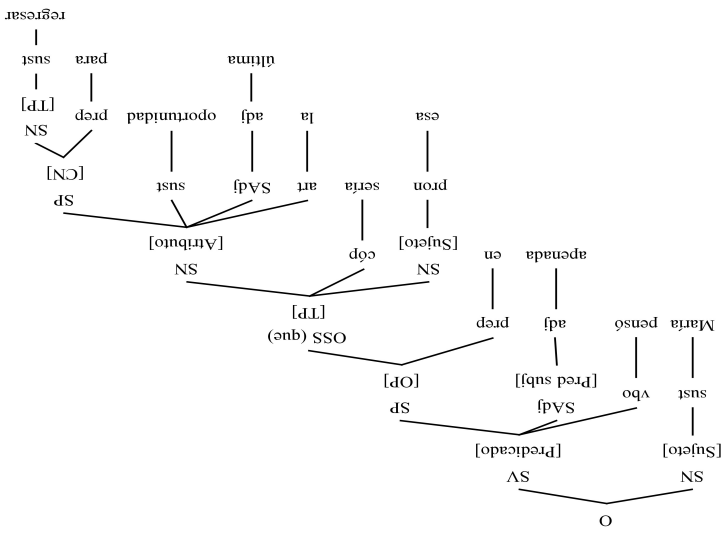 O
SN SV
[Sujeto] [Predicado]
SAdj SP
sust vbo [Pred subj] [OP]
OSS (que)
María pensó adj prep [TP]
SN SN
apenada en [Sujeto] cóp [Atributo]
SP
pron sería art SAdj sust [CN]
SN
esa la adj oportunidad prep [TP]
última para sust
regresar